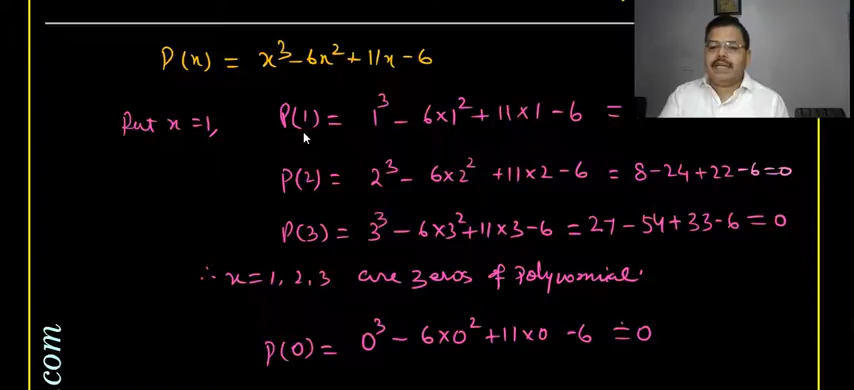 P(x) = x³ - 6x² + 11x - 6
Put x = 1, P(1) = 1³ - 6×1² + 11×1 - 6 =
P(2) = 2³ - 6×2² + 11×2 - 6 = 8-24+22-6=0
P(3) = 3³ - 6×3² + 11×3 - 6 = 27 - 54 + 33 - 6 = 0
∴ x = 1, 2, 3 are zeros of Polynomial.
P(0) = 0³ - 6×0² + 11×0 - 6 ≐ 0
com